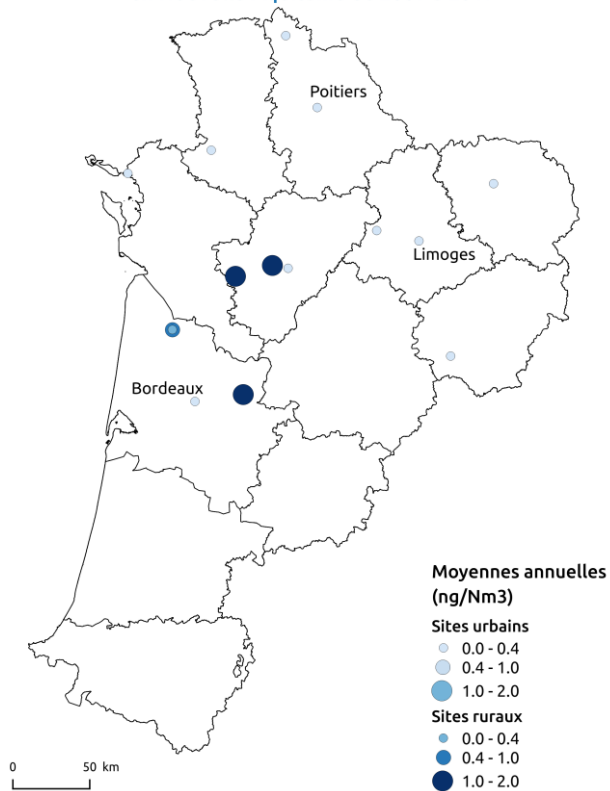 Poitiers
Limoges
Bordeaux
Moyennes annuelles
(ng/Nm3)
Sites urbains
0.0 - 0.4
0.4 - 1.0
1.0 - 2.0
Sites ruraux
0.0 - 0.4
0.4 - 1.0
1.0 - 2.0
0 50 km